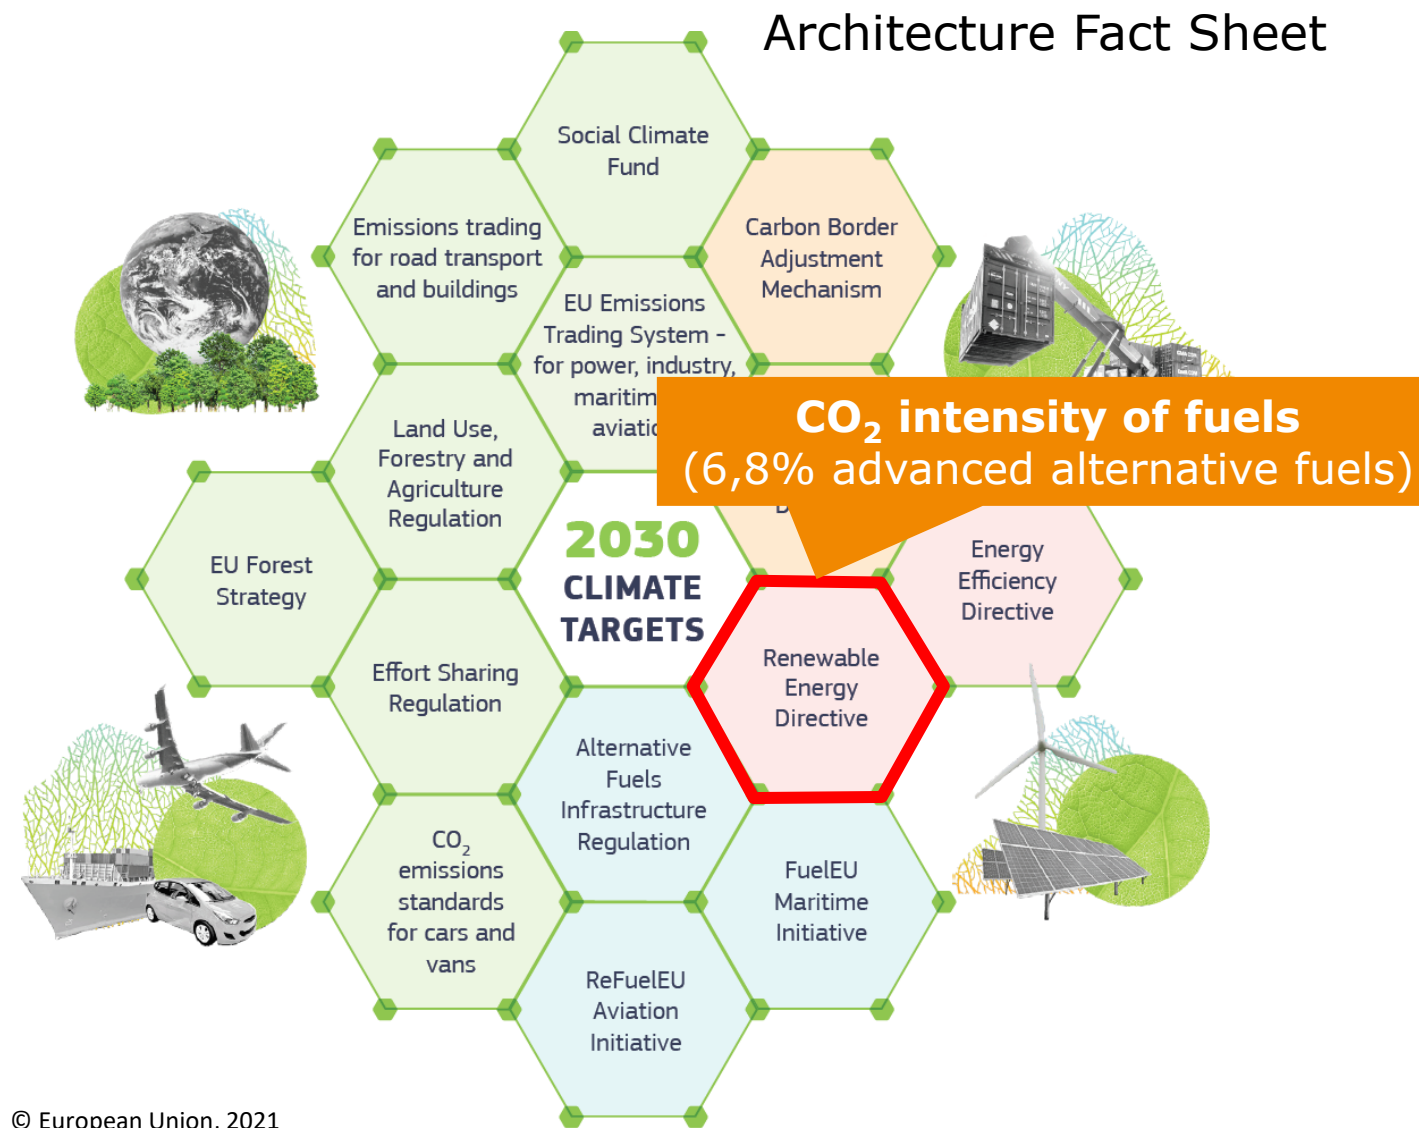 Architecture Fact Sheet
Social Climate
Fund
Emissions trading
for road transport
and buildings
Carbon Border
Adjustment
Mechanism
EU Emissions
Trading System -
for power, industry,
maritim
aviatio
CO₂ intensity of fuels
(6,8% advanced alternative fuels)
Land Use,
Forestry and
Agriculture
Regulation
2030
CLIMATE
TARGETS
EU Forest
Strategy
Energy
Efficiency
Directive
Effort Sharing
Regulation
Renewable
Energy
Directive
Alternative
Fuels
Infrastructure
Regulation
CO₂
emissions
standards
for cars and
vans
FuelEU
Maritime
Initiative
ReFuelEU
Aviation
Initiative
© European Union, 2021